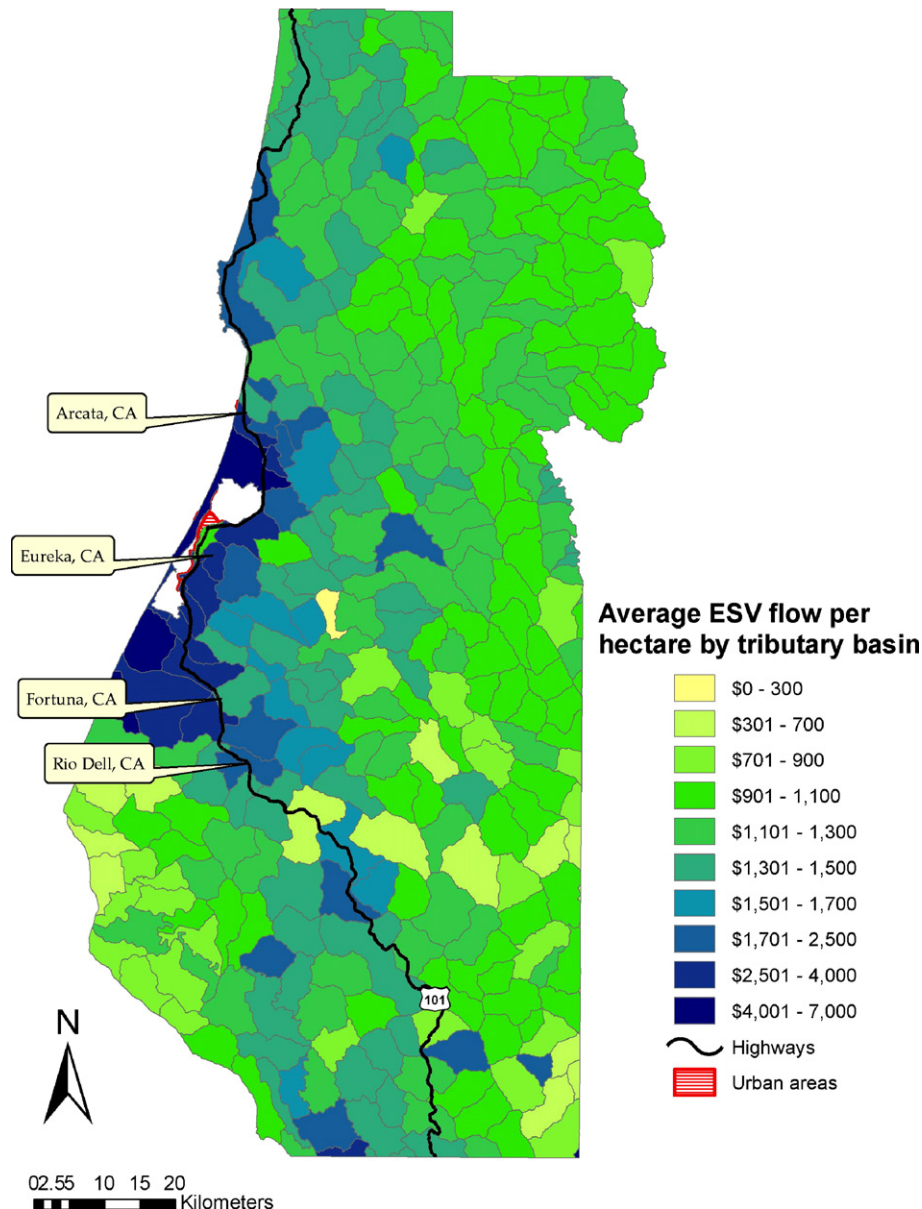 Arcata, CA
Eureka, CA
Fortuna, CA
Rio Dell, CA
101
N
02.55 10 15 20
Kilometers
Average ESV flow per
hectare by tributary basin
$0 - 300
$301 - 700
$701 - 900
$901 - 1,100
$1,101 - 1,300
$1,301 - 1,500
$1,501 - 1,700
$1,701 - 2,500
$2,501 - 4,000
$4,001 - 7,000
Highways
Urban areas